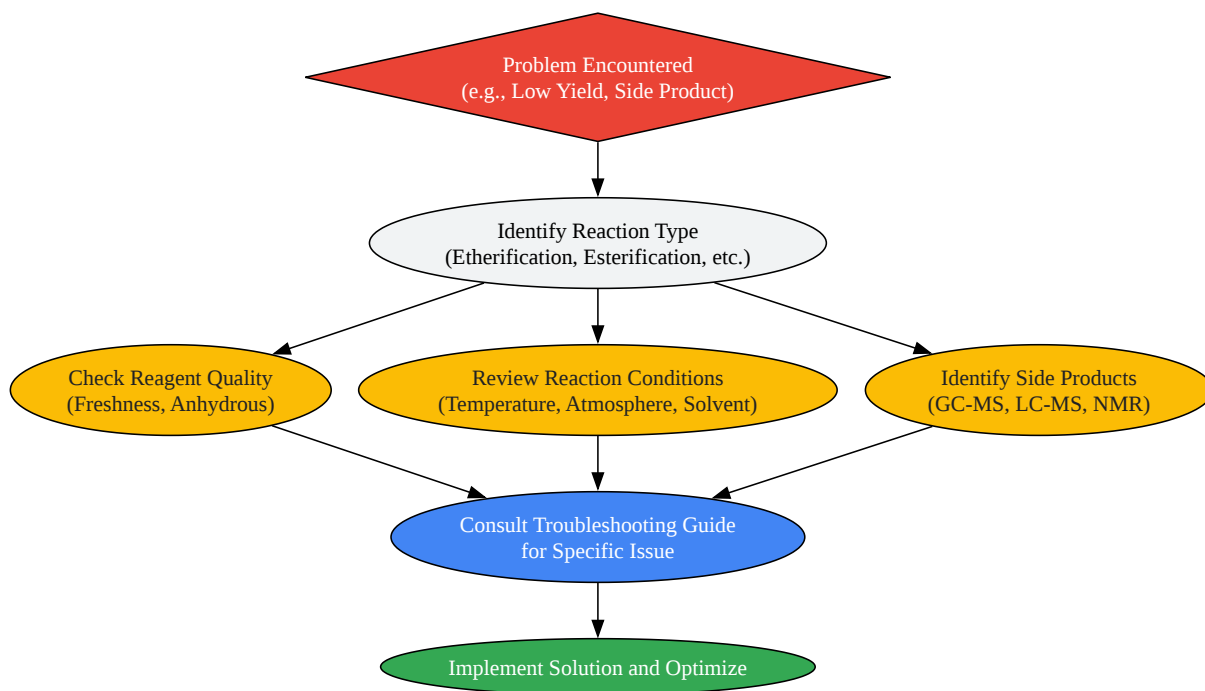 Problem Encountered
(e.g., Low Yield, Side Product)
Identify Reaction Type
(Etherification, Esterification, etc.)
Check Reagent Quality
(Freshness, Anhydrous)
Review Reaction Conditions
(Temperature, Atmosphere, Solvent)
Identify Side Products
(GC-MS, LC-MS, NMR)
Consult Troubleshooting Guide
for Specific Issue
Implement Solution and Optimize